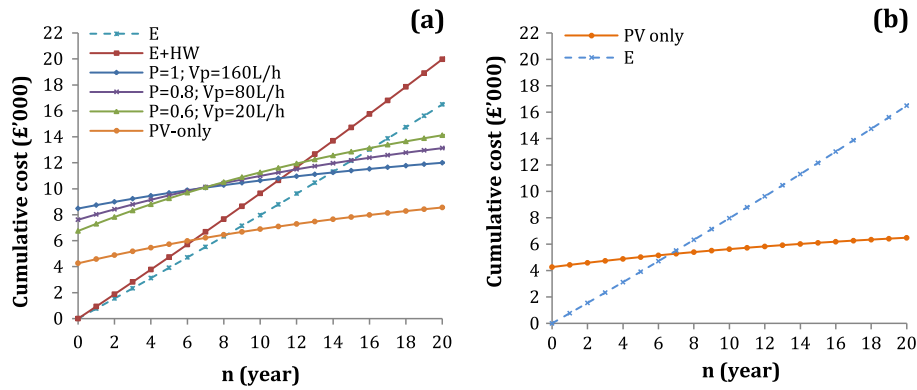 (a)
E
E+HW
P=1; Vp=160L/h
P=0.8; Vp=80L/h
P=0.6; Vp=20L/h
PV-only
Cumulative cost (£'000)
22
20
18
16
14
12
10
8
6
4
2
0
0 2 4 6 8 10 12 14 16 18 20
n (year)
(b)
PV only
E
Cumulative cost (£'000)
22
20
18
16
14
12
10
8
6
4
2
0
0 2 4 6 8 10 12 14 16 18 20
n (year)